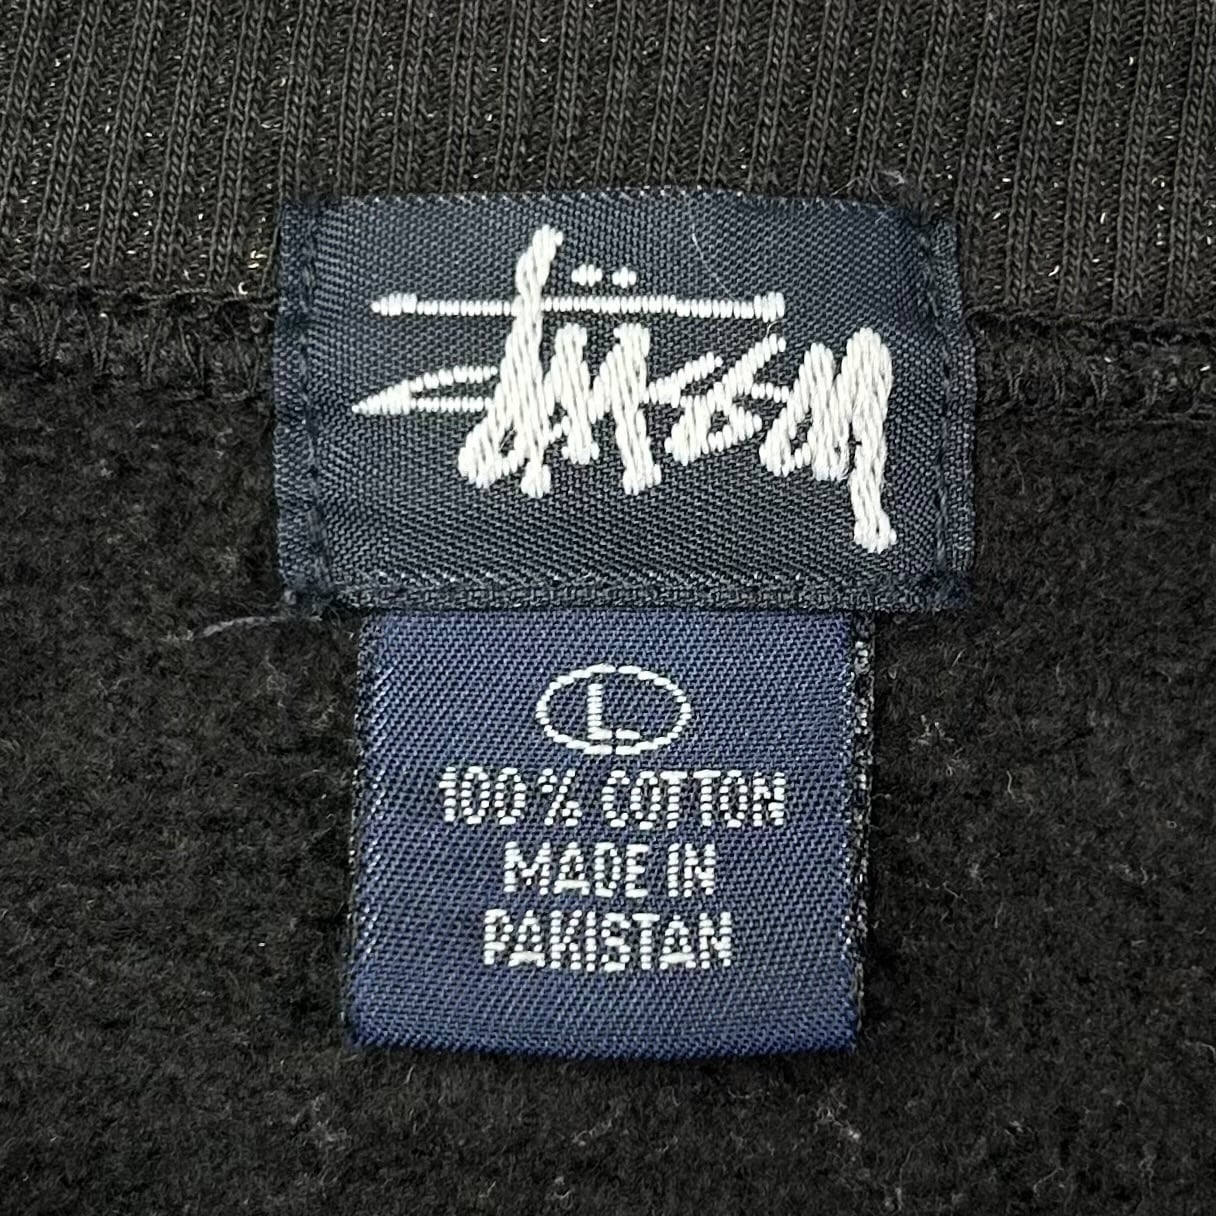 Stüssy
L
100% COTTON
MADE IN
PAKISTAN